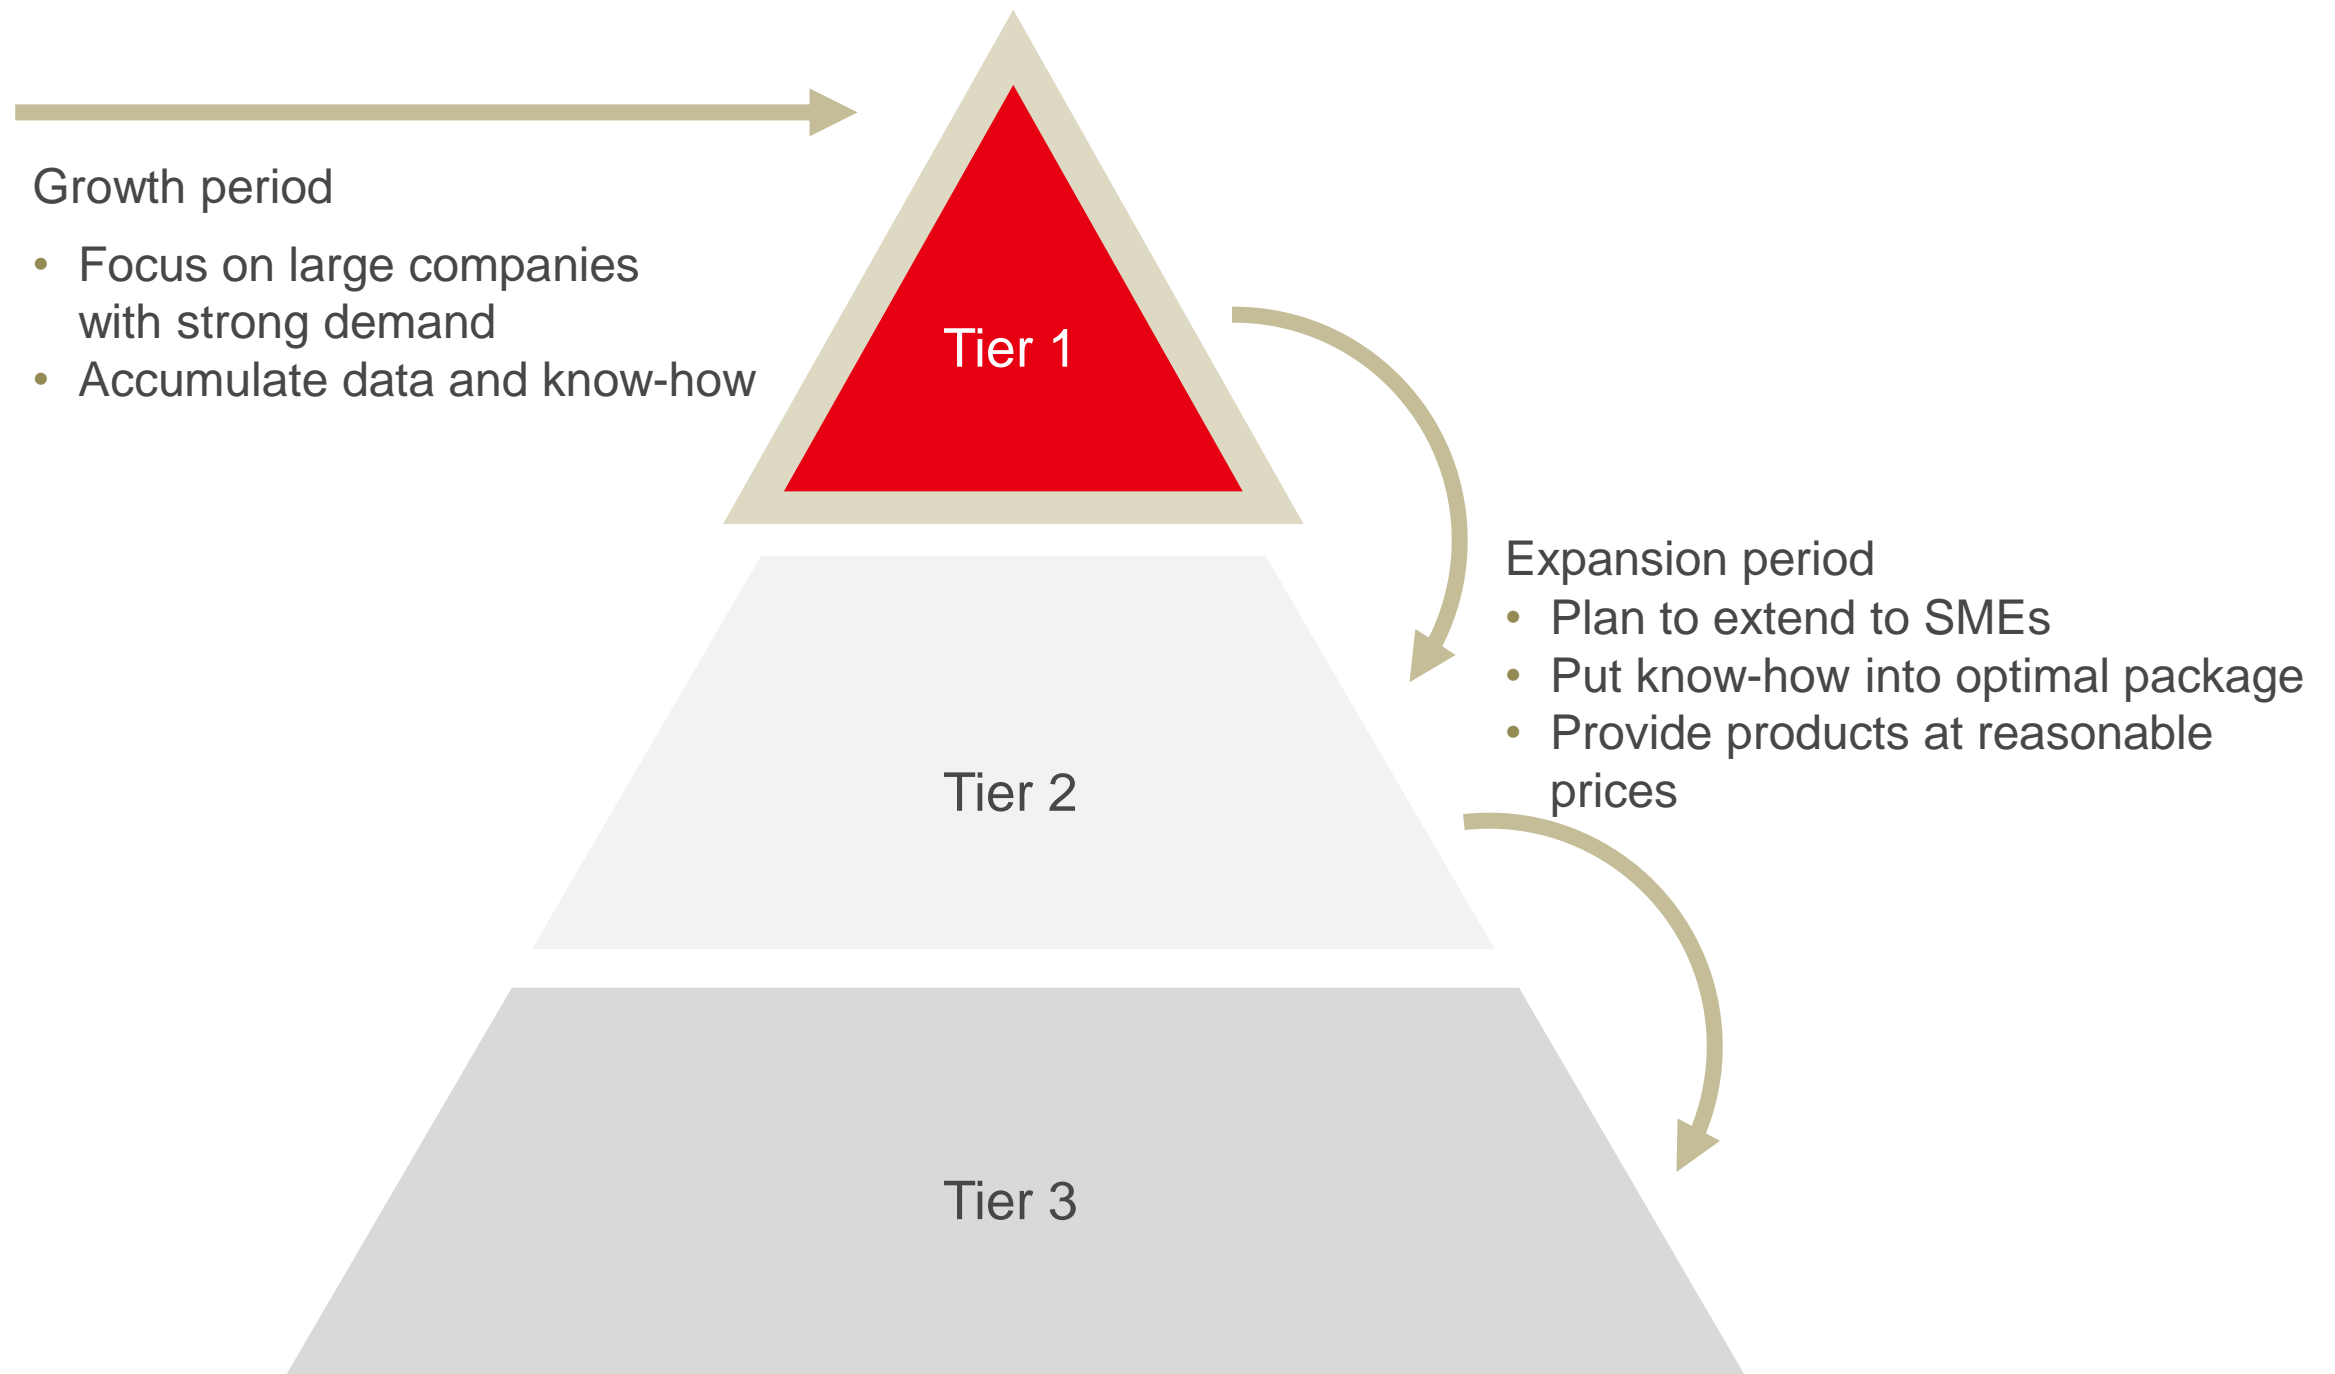 Growth period
• Focus on large companies
with strong demand
• Accumulate data and know-how
Tier 1
Expansion period
• Plan to extend to SMEs
• Put know-how into optimal package
• Provide products at reasonable
prices
Tier 2
Tier 3